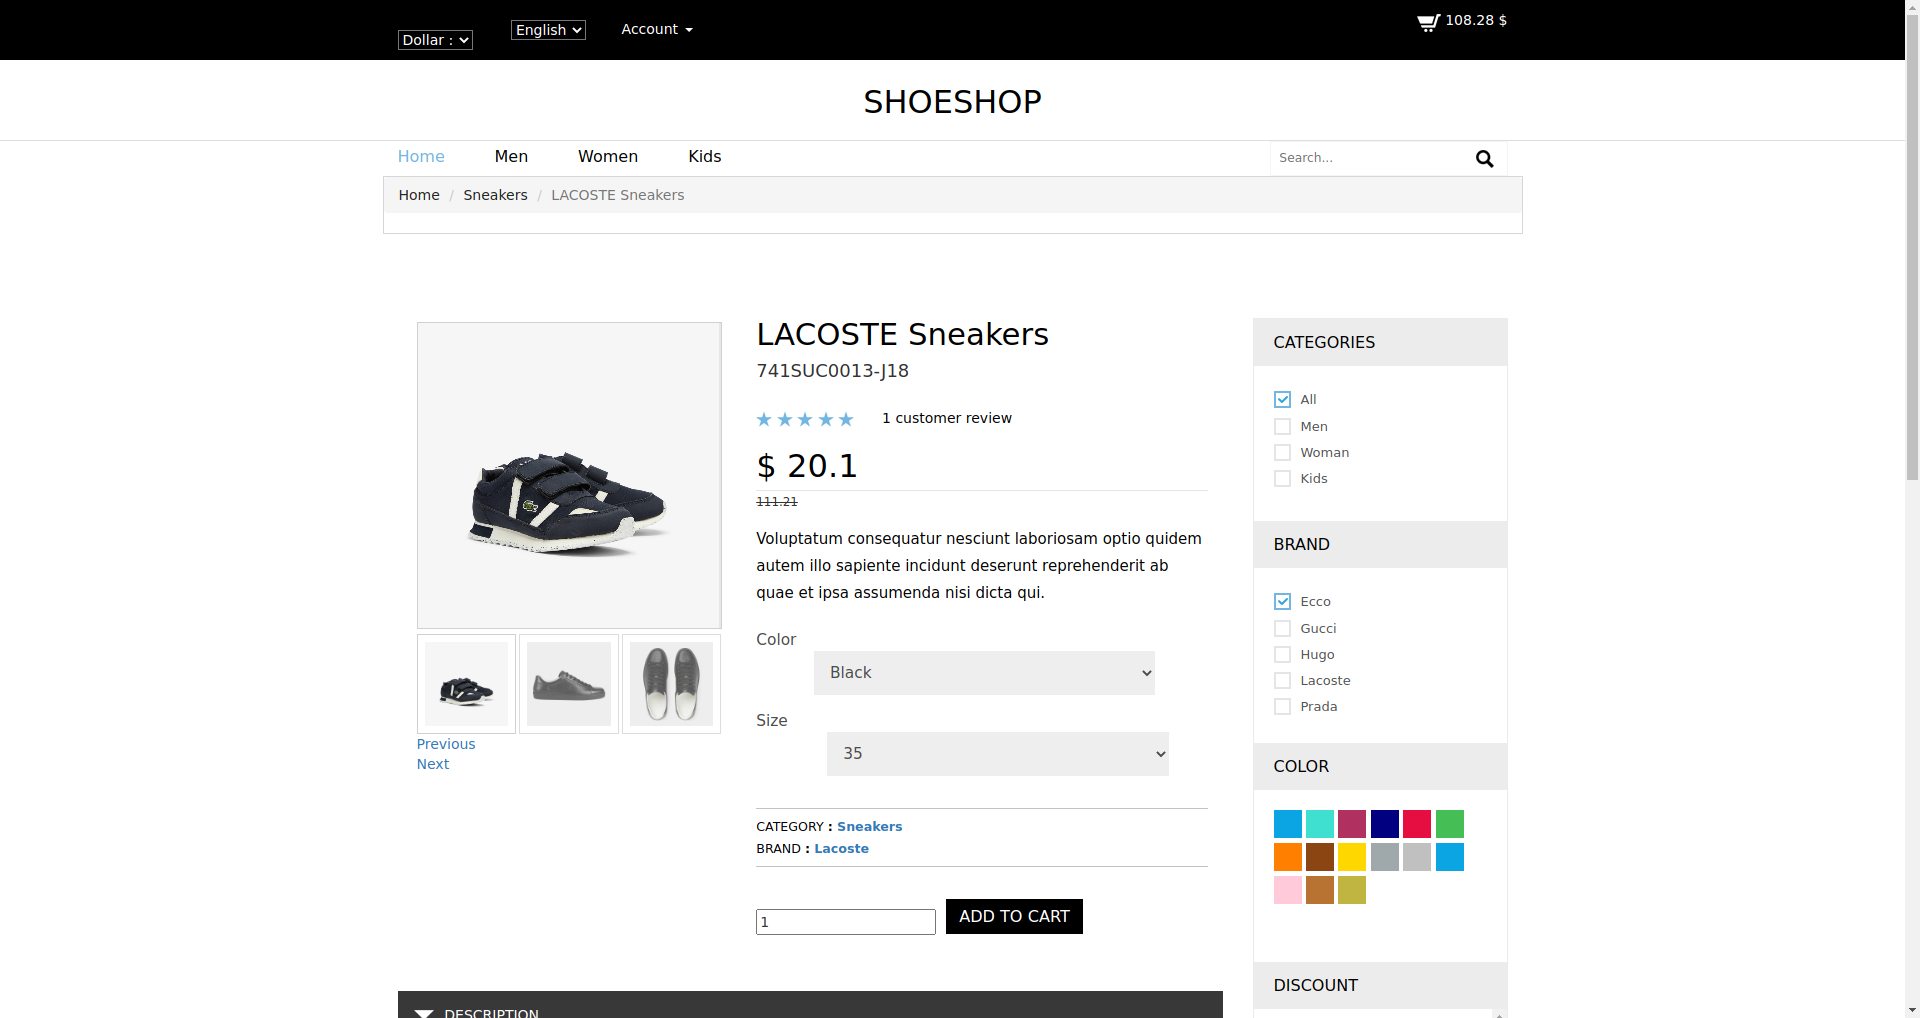 Dollar :
English
Account
108.28 $
SHOESHOP
Home
Men
Women
Kids
Search...
Home / Sneakers / LACOSTE Sneakers
LACOSTE Sneakers
741SUC0013-J18
1 customer review
$ 20.1
111.21
Voluptatum consequatur nesciunt laboriosam optio quidem
autem illo sapiente incidunt deserunt reprehenderit ab
quae et ipsa assumenda nisi dicta qui.
Color
Black
Size
35
CATEGORY : Sneakers
BRAND : Lacoste
1
ADD TO CART
Previous
Next
DESCRIPTION
CATEGORIES
All
Men
Woman
Kids
BRAND
Ecco
Gucci
Hugo
Lacoste
Prada
COLOR
DISCOUNT